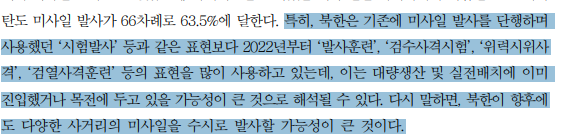 탄도 미사일 발사가 66차례로 63.5%에 달한다. 특히, 북한은 기존에 미사일 발사를 단행하며
사용했던 ‘시험발사’ 등과 같은 표현보다 2022년부터 ‘발사훈련’, ‘검수사격시험’, ‘위력시위사
격’, ‘검열사격훈련’ 등의 표현을 많이 사용하고 있는데, 이는 대량생산 및 실전배치에 이미
진입했거나 목전에 두고 있을 가능성이 큰 것으로 해석될 수 있다. 다시 말하면, 북한이 향후에
도 다양한 사거리의 미사일을 수시로 발사할 가능성이 큰 것이다.